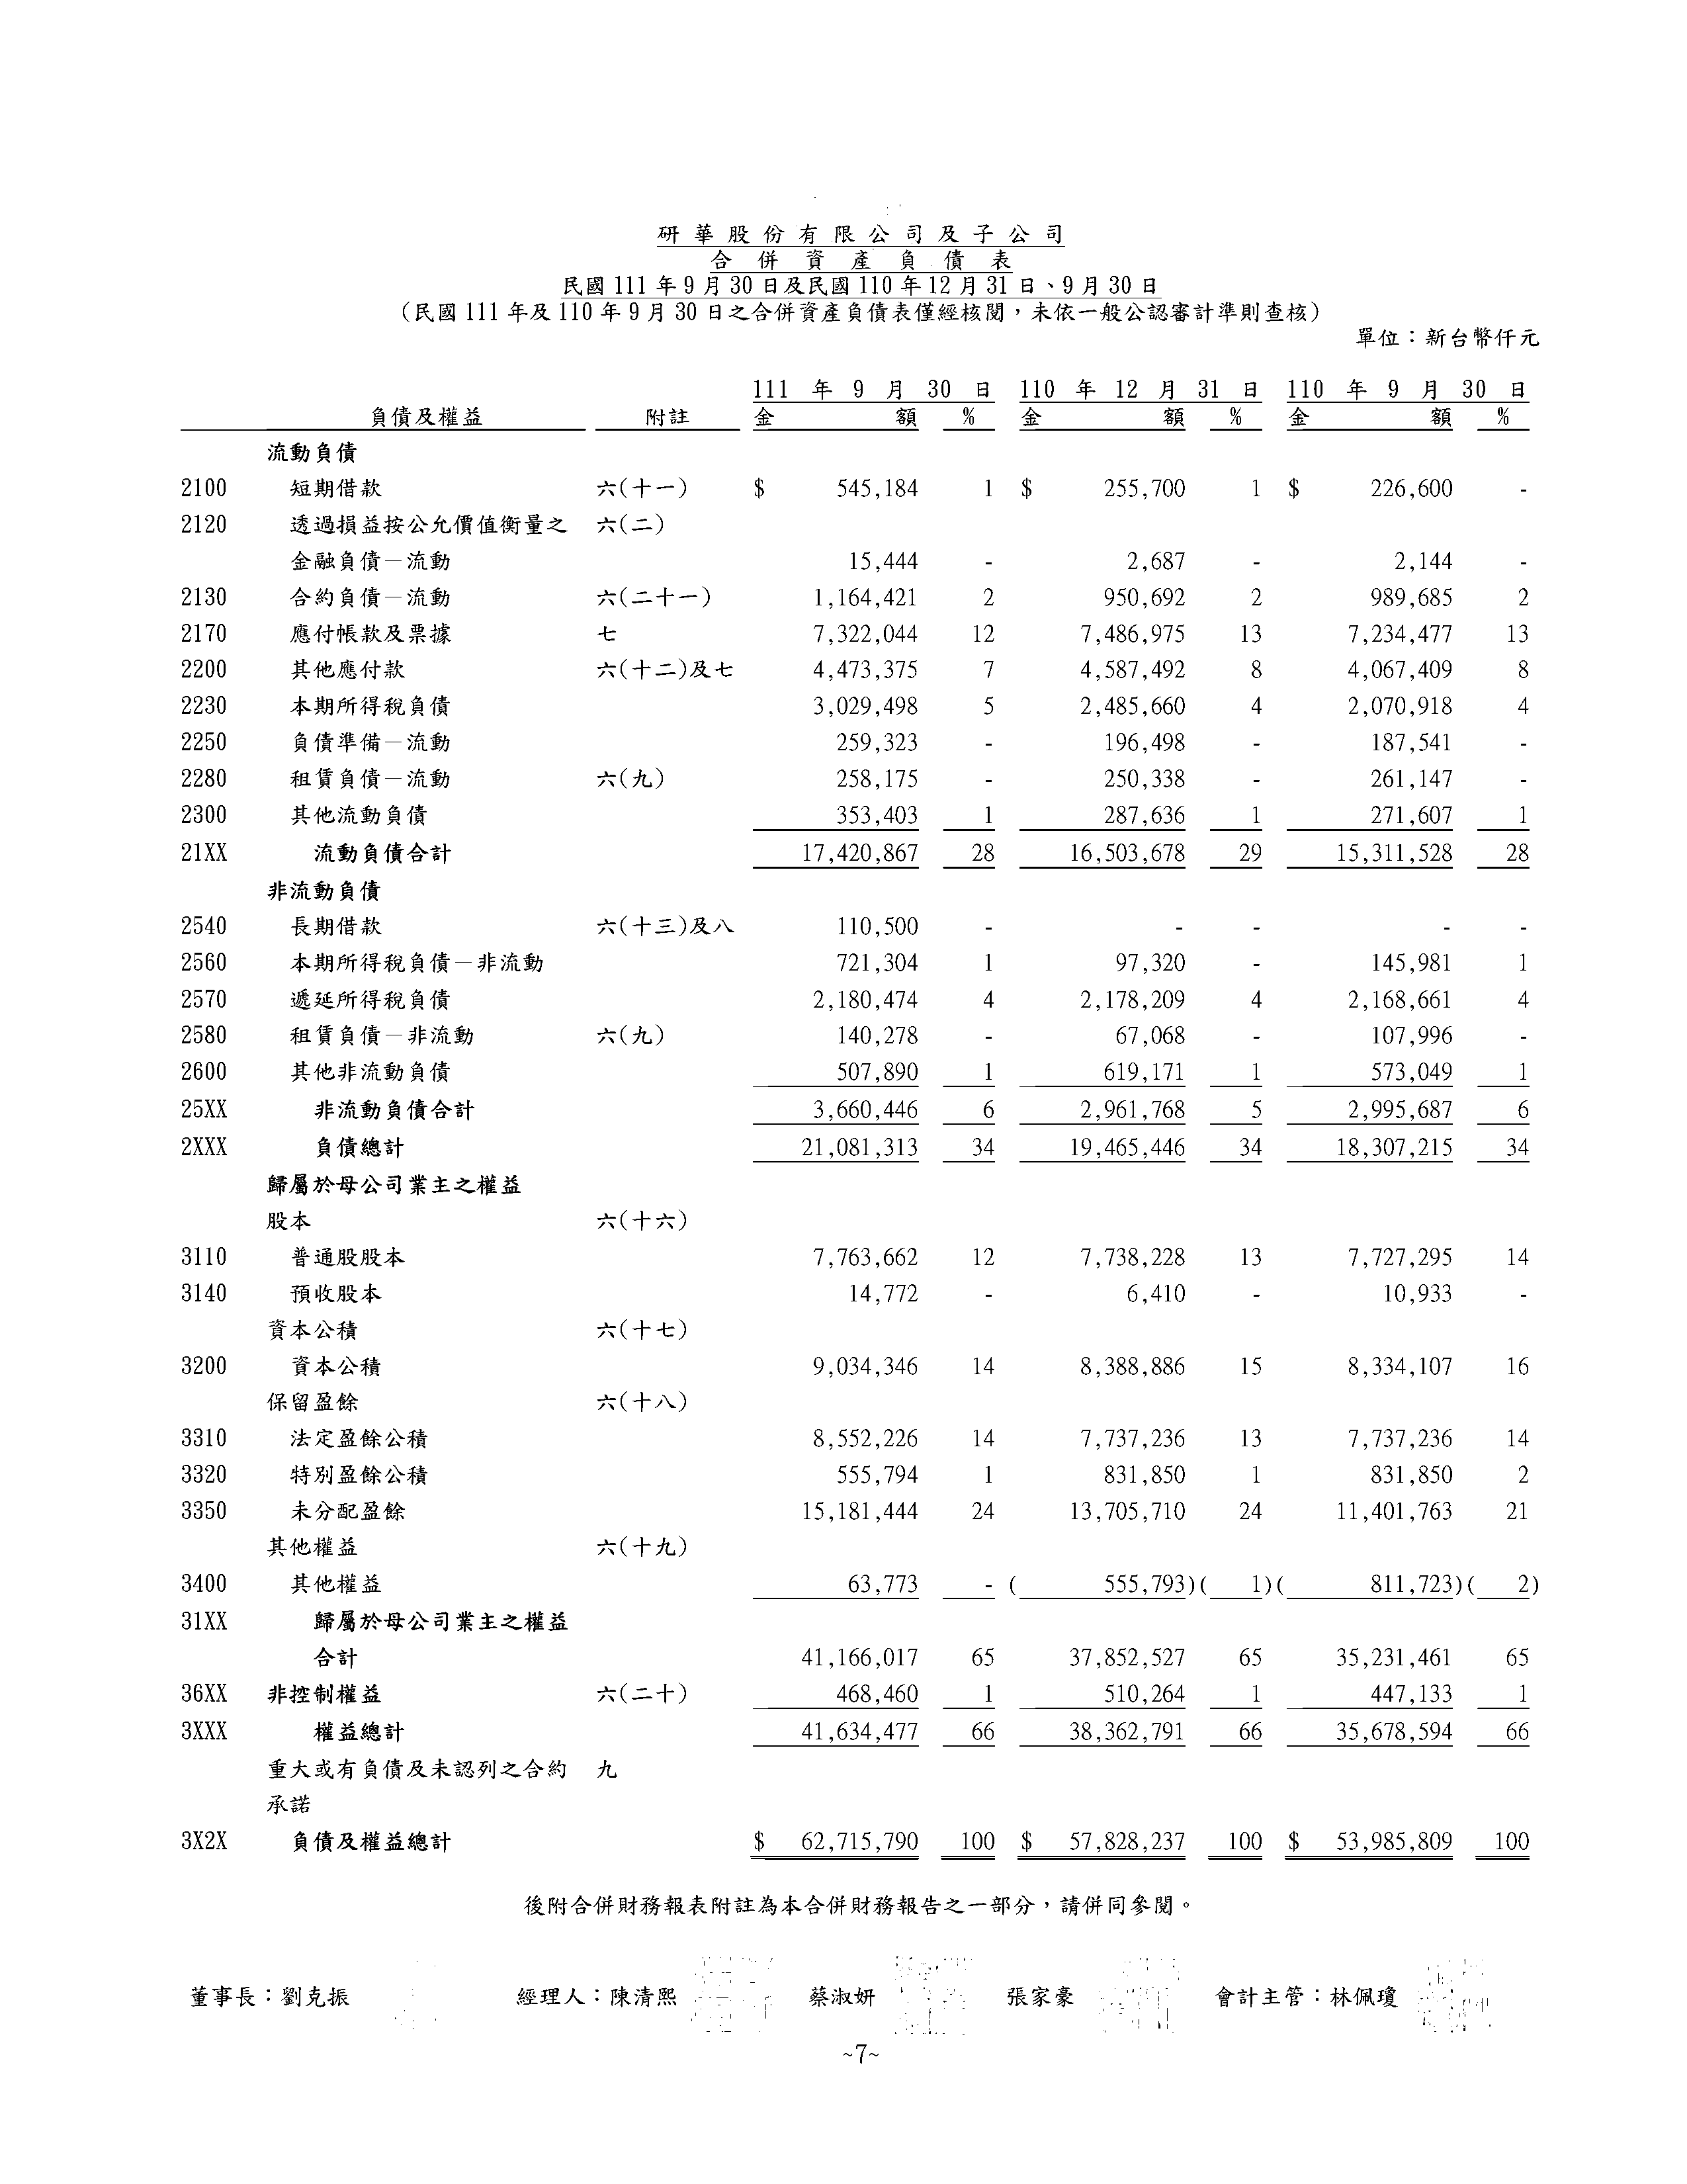 研華股份有限公司及子公司
合併資產負債表
民國111年9月30日及民國110年12月31日、9月30日
（民國111年及110年9月30日之合併資產負債表僅經核閱，未依一般公認審計準則查核）
單位：新台幣仟元
111 年 9 月 30 日 110 年 12 月 31 日 110 年 9 月 30 日
負債及權益 附註 金 額 % 金 額 % 金 額 %
流動負債
2100 短期借款 六(十一) $ 545,184 1 $ 255,700 1 $ 226,600 -
2120 透過損益按公允價值衡量之 六(二)
金融負債－流動 15,444 - 2,687 - 2,144 -
2130 合約負債－流動 六(二十一) 1,164,421 2 950,692 2 989,685 2
2170 應付帳款及票據 七 7,322,044 12 7,486,975 13 7,234,477 13
2200 其他應付款 六(十二)及七 4,473,375 7 4,587,492 8 4,067,409 8
2230 本期所得稅負債 3,029,498 5 2,485,660 4 2,070,918 4
2250 負債準備－流動 259,323 - 196,498 - 187,541 -
2280 租賃負債－流動 六(九) 258,175 - 250,338 - 261,147 -
2300 其他流動負債 353,403 1 287,636 1 271,607 1
21XX 流動負債合計 17,420,867 28 16,503,678 29 15,311,528 28
非流動負債
2540 長期借款 六(十三)及八 110,500 - - - - -
2560 本期所得稅負債－非流動 721,304 1 97,320 - 145,981 1
2570 遞延所得稅負債 2,180,474 4 2,178,209 4 2,168,661 4
2580 租賃負債－非流動 六(九) 140,278 - 67,068 - 107,996 -
2600 其他非流動負債 507,890 1 619,171 1 573,049 1
25XX 非流動負債合計 3,660,446 6 2,961,768 5 2,995,687 6
2XXX 負債總計 21,081,313 34 19,465,446 34 18,307,215 34
歸屬於母公司業主之權益
股本 六(十六)
3110 普通股股本 7,763,662 12 7,738,228 13 7,727,295 14
3140 預收股本 14,772 - 6,410 - 10,933 -
資本公積 六(十七)
3200 資本公積 9,034,346 14 8,388,886 15 8,334,107 16
保留盈餘 六(十八)
3310 法定盈餘公積 8,552,226 14 7,737,236 13 7,737,236 14
3320 特別盈餘公積 555,794 1 831,850 1 831,850 2
3350 未分配盈餘 15,181,444 24 13,705,710 24 11,401,763 21
其他權益 六(十九)
3400 其他權益 63,773 - ( 555,793)( 1)( 811,723)( 2)
31XX 歸屬於母公司業主之權益
合計 41,166,017 65 37,852,527 65 35,231,461 65
36XX 非控制權益 六(二十) 468,460 1 510,264 1 447,133 1
3XXX 權益總計 41,634,477 66 38,362,791 66 35,678,594 66
重大或有負債及未認列之合約 九
承諾
3X2X 負債及權益總計 $ 62,715,790 100 $ 57,828,237 100 $ 53,985,809 100
後附合併財務報表附註為本合併財務報告之一部分，請併同參閱。
董事長：劉克振 經理人：陳清熙 蔡淑妍 張家豪 會計主管：林佩瓊
~7~